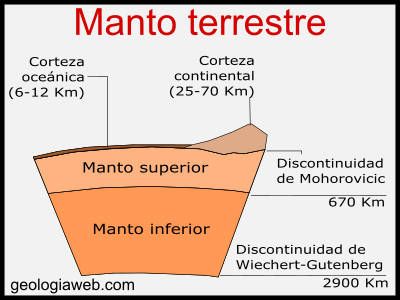 Manto terrestre
Corteza
oceánica
(6-12 Km)
Corteza
continental
(25-70 Km)
Manto superior
Discontinuidad
de Mohorovicic
670 Km
Manto inferior
Discontinuidad de
Wiechert-Gutenberg
2900 Km
geologiaweb.com